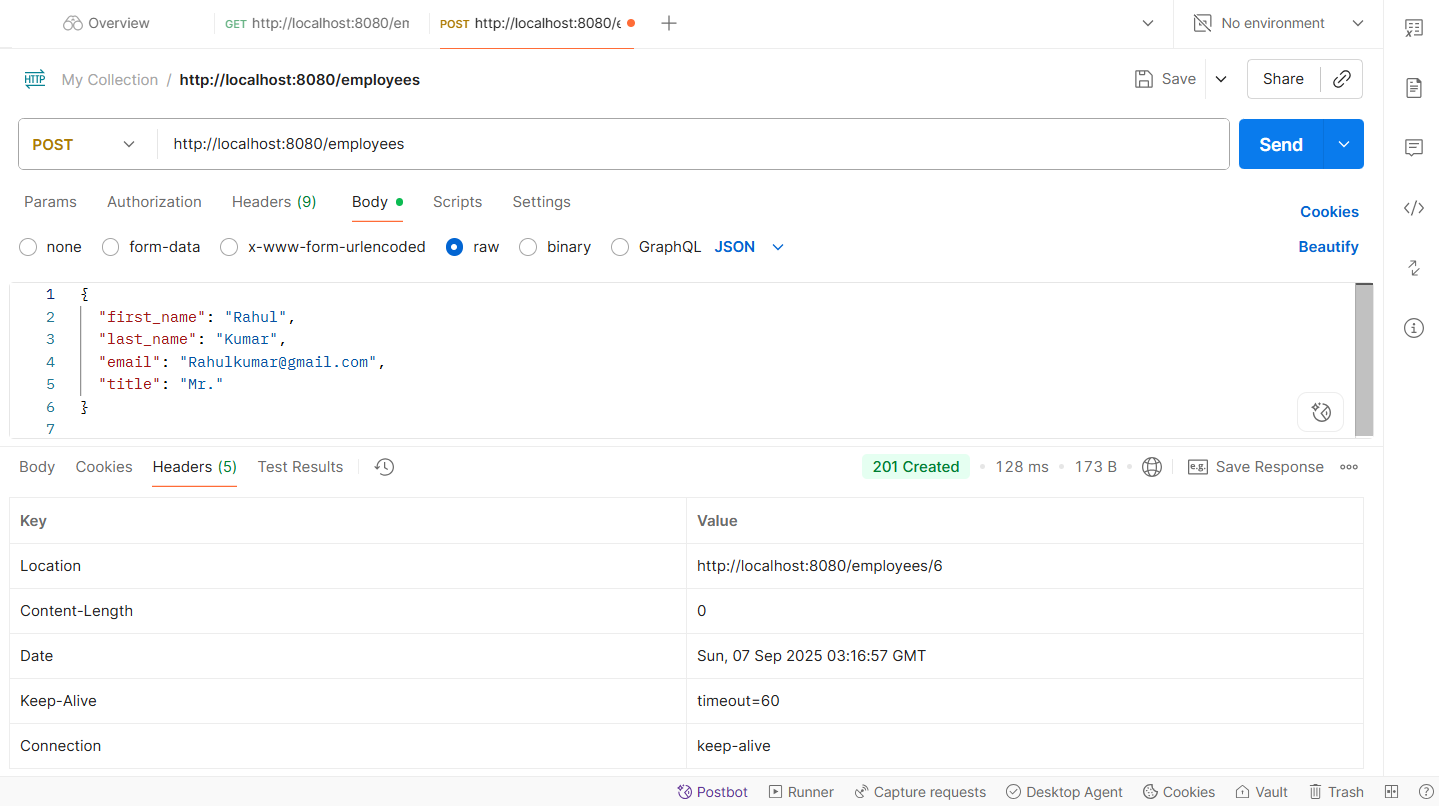 Overview
GET http://localhost:8080/em
POST http://localhost:8080/e
No environment
HTTP My Collection / http://localhost:8080/employees
Save
Share
POST
http://localhost:8080/employees
Send
Params Authorization Headers (9) Body Scripts Settings
Cookies
none form-data x-www-form-urlencoded raw binary GraphQL JSON
Beautify
1 {
2 "first_name": "Rahul",
3 "last_name": "Kumar",
4 "email": "Rahulkumar@gmail.com",
5 "title": "Mr."
6 }
7
Body Cookies Headers (5) Test Results
201 Created 128 ms 173 B e.g. Save Response
Key Value
Location http://localhost:8080/employees/6
Content-Length 0
Date Sun, 07 Sep 2025 03:16:57 GMT
Keep-Alive timeout=60
Connection keep-alive
Postbot Runner Capture requests Desktop Agent Cookies Vault Trash